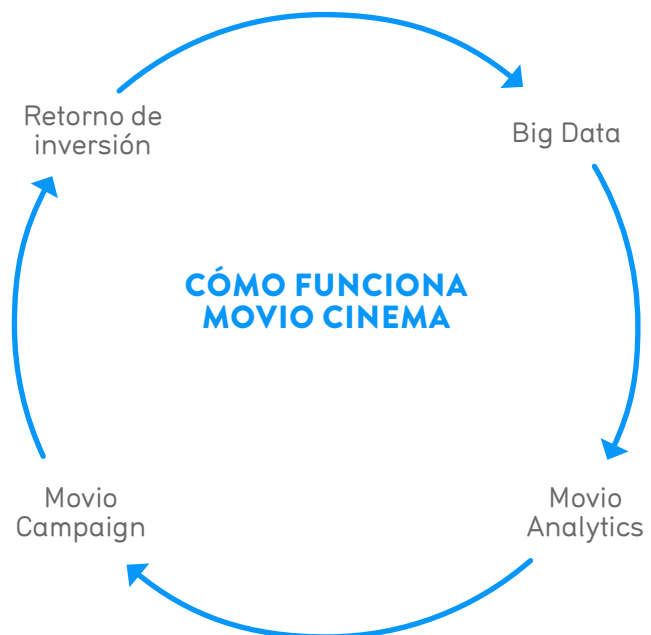 Retorno de
inversión
Big Data
CÓMO FUNCIONA
MOVIO CINEMA
Movio
Campaign
Movio
Analytics